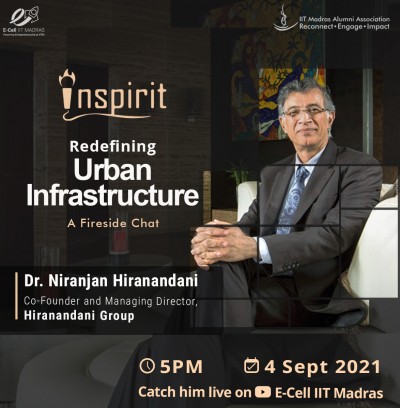 E-Cell IIT MADRAS
IIT Madras Alumni Association
Reconnect•Engage•Impact
inspirit
Redefining
Urban
Infrastructure
A Fireside Chat
Dr. Niranjan Hiranandani
Co-Founder and Managing Director,
Hiranandani Group
5PM
4 Sept 2021
Catch him live on E-Cell IIT Madras